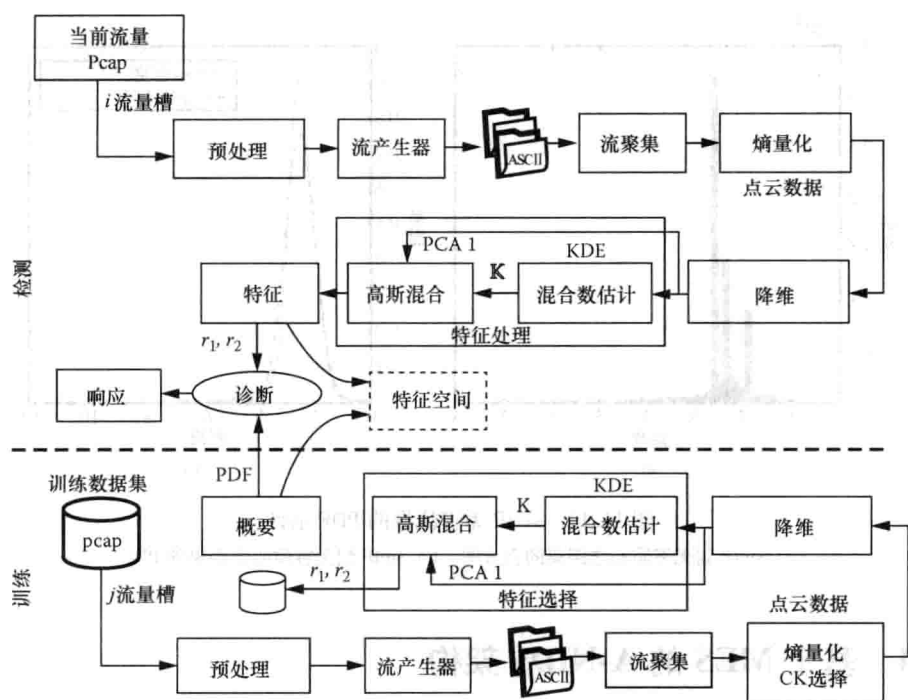 当前流量
Pcap
i流量槽
预处理
流产生器
ASCII
流聚集
熵量化
点云数据
检测
PCA 1
KDE
特征
高斯混合
K
混合数估计
降维
特征处理
r1, r2
响应
诊断
特征空间
训练数据集
PDF
KDE
pcap
概要
高斯混合
K
混合数估计
降维
训练
r1, r2
PCA 1
特征选择
j流量槽
点云数据
预处理
流产生器
ASCII
流聚集
熵量化
CK选择